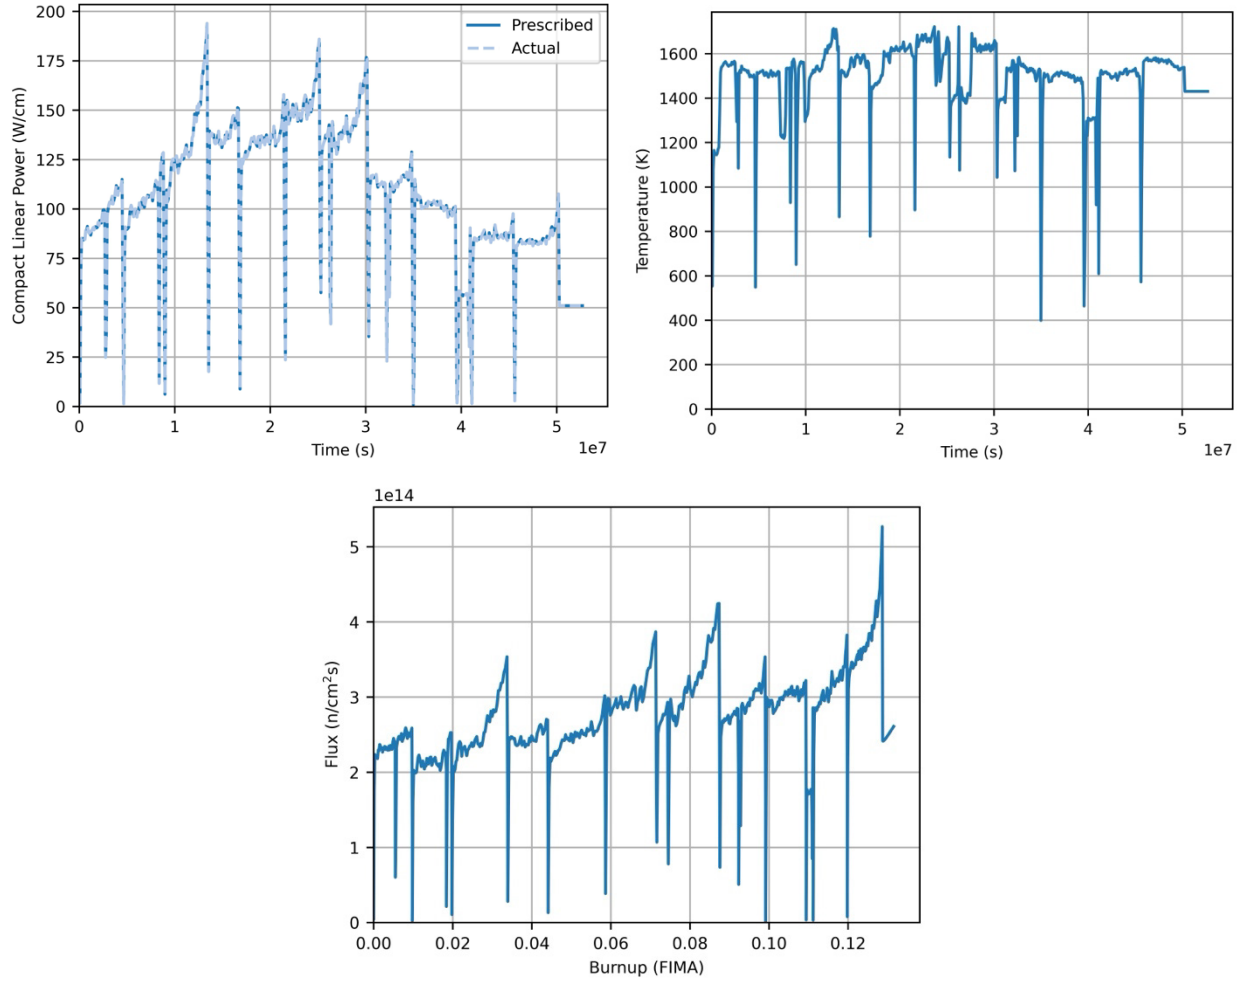 Compact Linear Power (W/cm)
200
175
150
125
100
75
50
25
0
Prescribed
Actual
0 1 2 3 4 5
1e7
Time (s)
Temperature (K)
1600
1400
1200
1000
800
600
400
200
0
0 1 2 3 4 5
1e7
Time (s)
1e14
Flux (n/cm²s)
5
4
3
2
1
0
0.00 0.02 0.04 0.06 0.08 0.10 0.12
Burnup (FIMA)